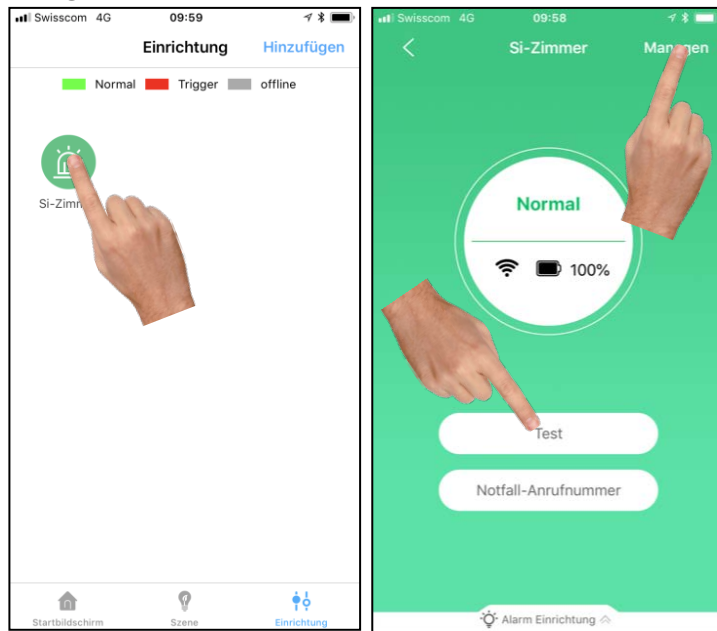 Swisscom 4G 09:59
Einrichtung Hinzufügen
Normal Trigger offline
Startbildschirm Szene Einrichtung
Swisscom 4G 09:58
Si-Zimmer
Normal
100%
Test
Notfall-Anrufnummer
Alarm Einrichtung